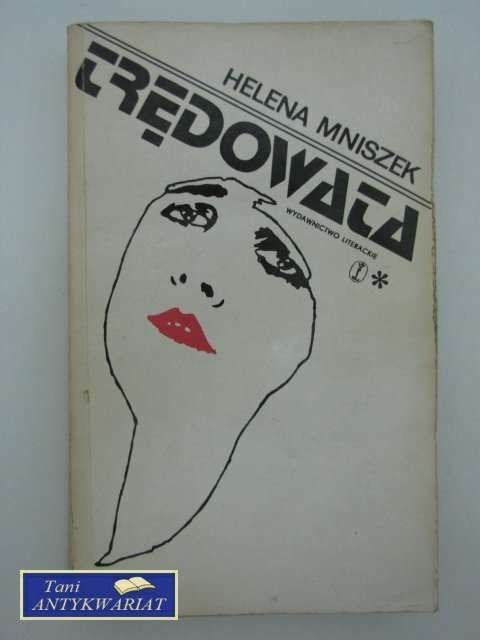 HELENA MNISZEK
TRĘDOWATA
WYDAWNICTWO LITERACKIE
*
Tani
ANTYKWARIAT